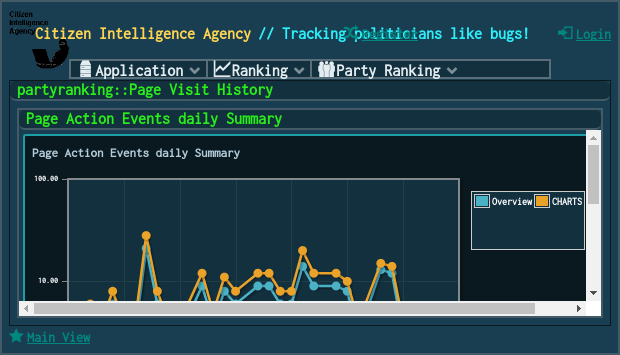 Citizen
Intelligence
Agency
Citizen Intelligence Agency // Tracking politicians like bugs!
Login
Application
Ranking
Party Ranking
partyranking::Page Visit History
Page Action Events daily Summary
Page Action Events daily Summary
100.00
10.00
Overview
CHARTS
Main View